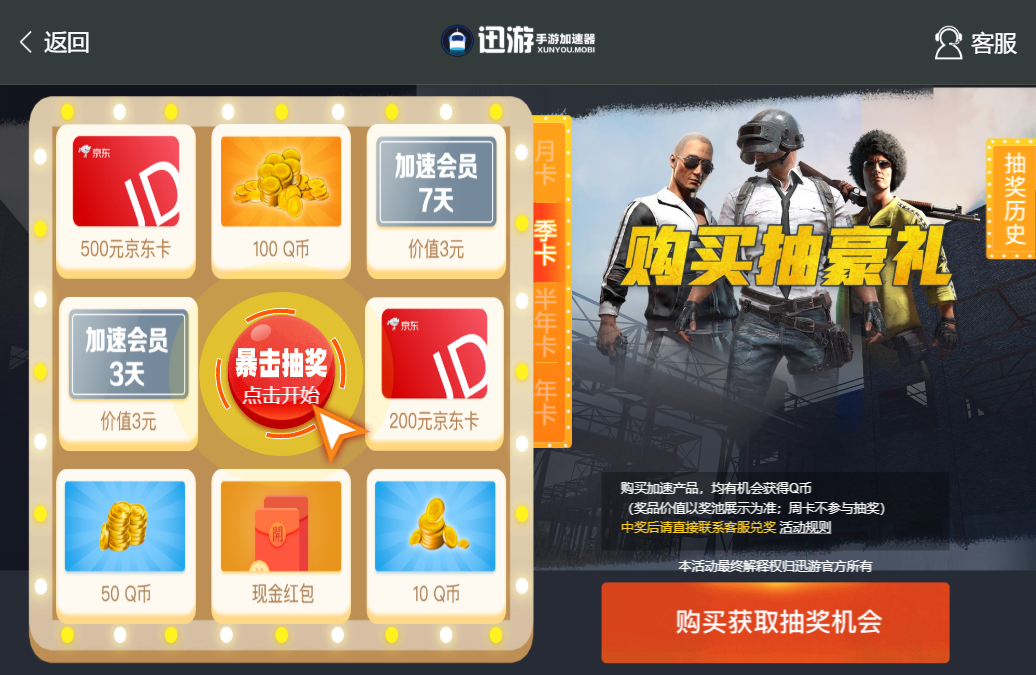 返回
迅游手游加速器
XUNYOU.MOBI
客服
京东
500元京东卡
100 Q币
加速会员
7天
价值3元
加速会员
3天
价值3元
暴击抽奖
点击开始
京东
200元京东卡
50 Q币
開
现金红包
10 Q币
月卡
季卡
半年卡
年卡
购买抽豪礼
抽奖历史
购买加速产品，均有机会获得Q币
（奖品价值以奖池展示为准；周卡不参与抽奖）
中奖后请直接联系客服兑奖 活动规则
本活动最终解释权归迅游官方所有
购买获取抽奖机会